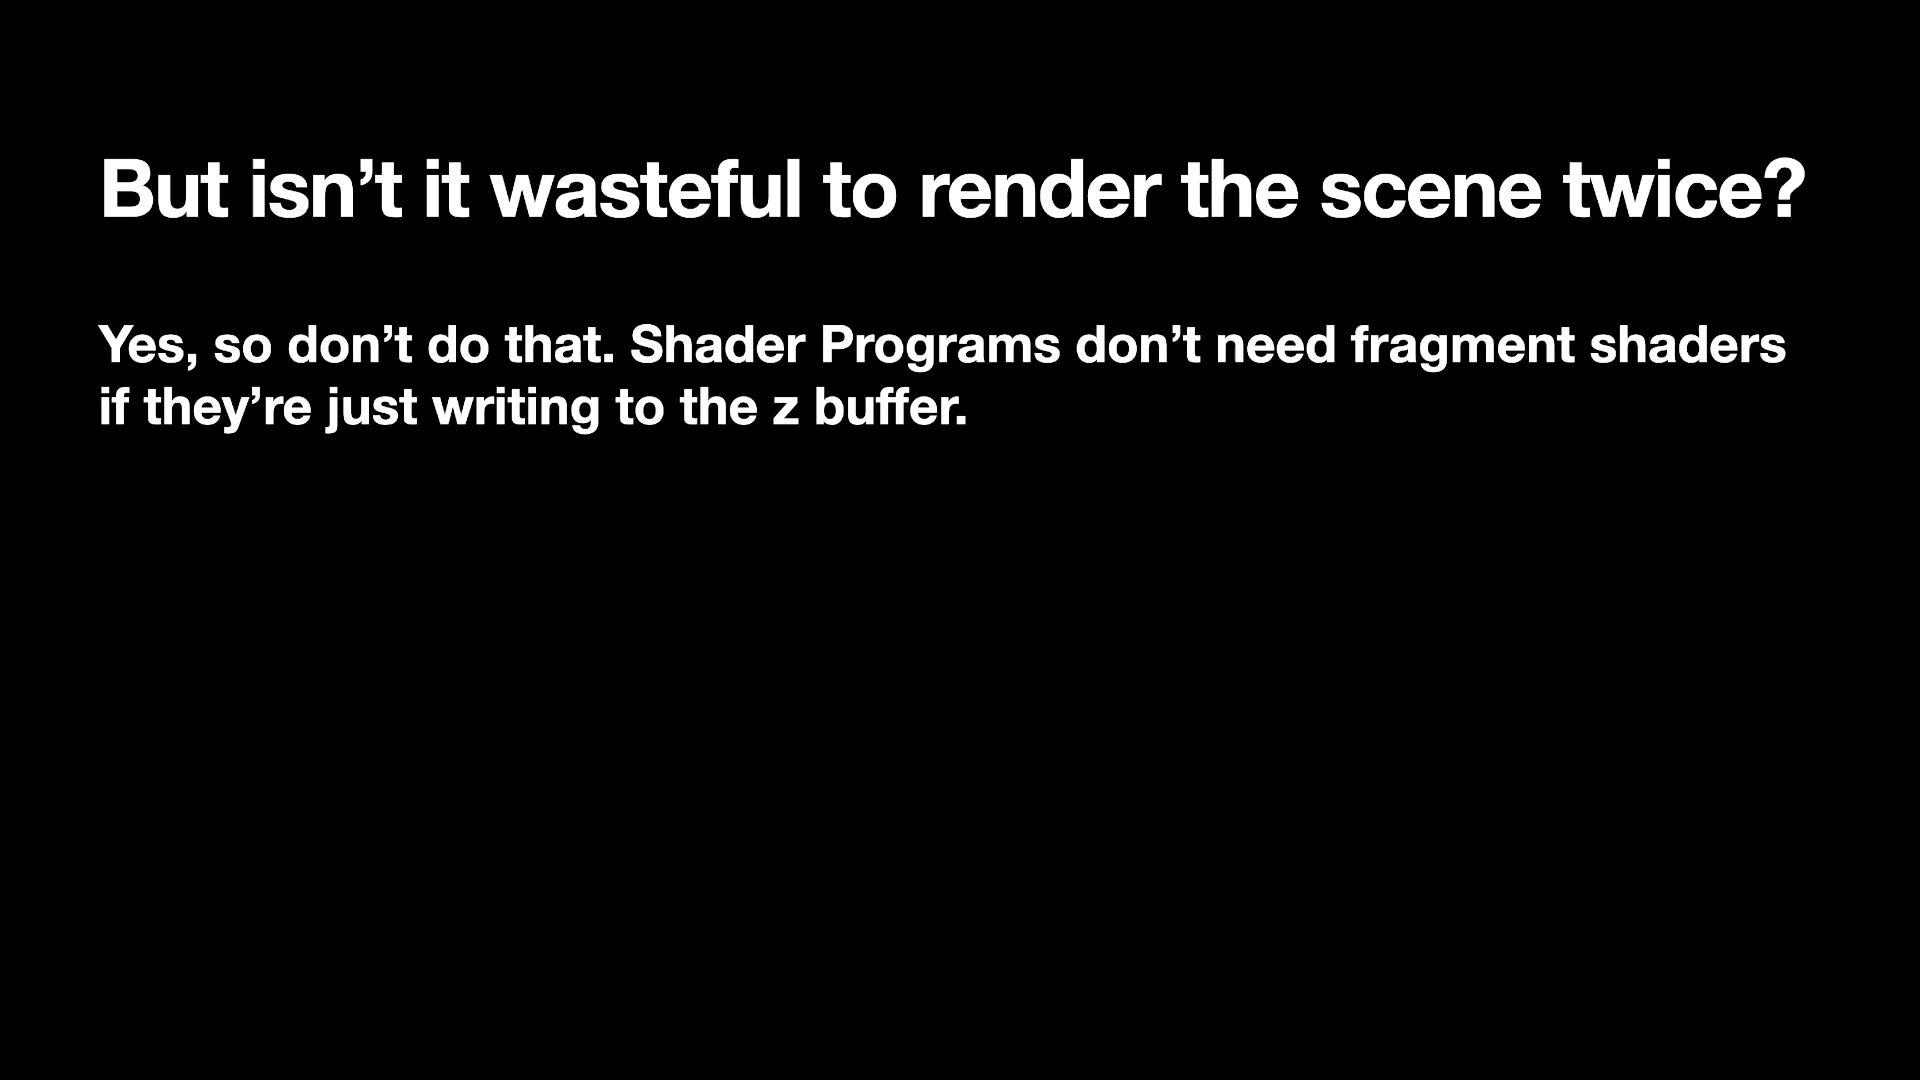 But isn’t it wasteful to render the scene twice?
Yes, so don’t do that. Shader Programs don’t need fragment shaders
if they’re just writing to the z buffer.